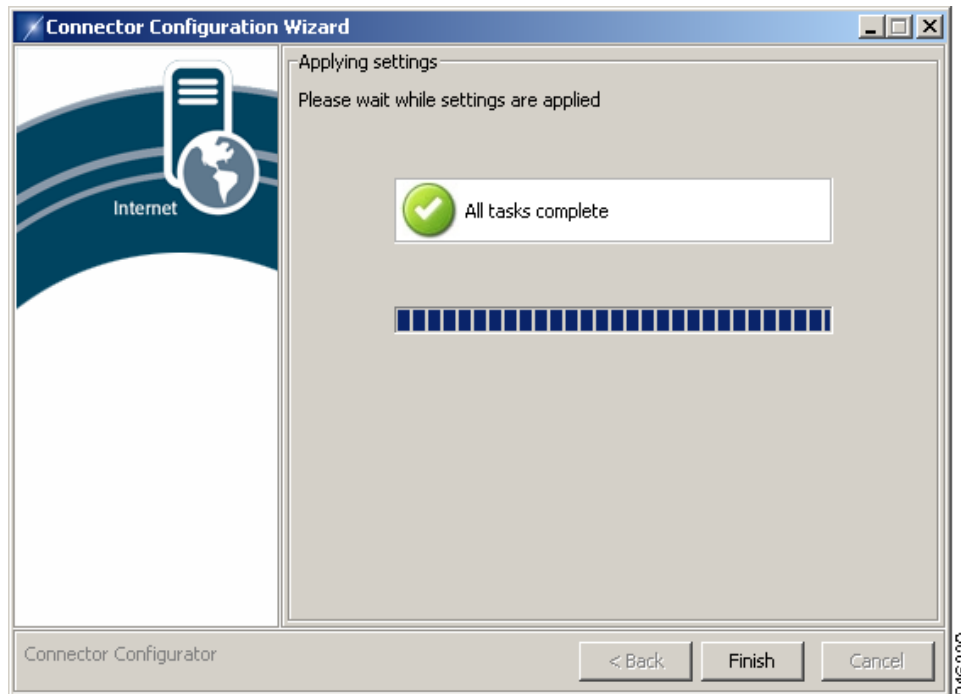 Connector Configuration Wizard
Applying settings
Please wait while settings are applied
Internet
All tasks complete
Connector Configurator
< Back
Finish
Cancel